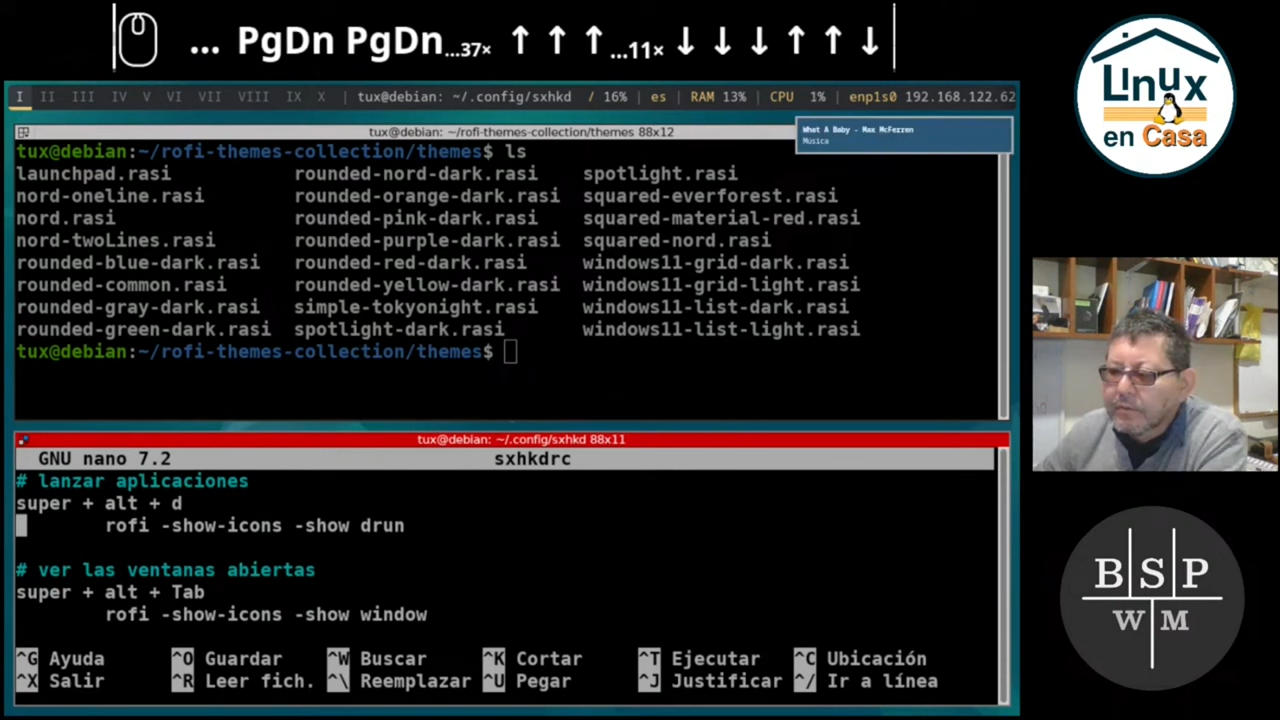 ... PgDn PgDn...37× ↑ ↑ ↑ ...11× ↓ ↓ ↓ ↑ ↑ ↓
LINUX
en Casa
I II III IV V VI VII VIII IX X | tux@debian: ~/.config/sxhkd / 16% | es | RAM 13% | CPU 1% | enp1s0 192.168.122.62
tux@debian: ~/rofi-themes-collection/themes 88x12
What A Baby - Max McFerren
Música
tux@debian:~/rofi-themes-collection/themes$ ls
launchpad.rasi rounded-nord-dark.rasi spotlight.rasi
nord-oneline.rasi rounded-orange-dark.rasi squared-everforest.rasi
nord.rasi rounded-pink-dark.rasi squared-material-red.rasi
nord-twoLines.rasi rounded-purple-dark.rasi squared-nord.rasi
rounded-blue-dark.rasi rounded-red-dark.rasi windows11-grid-dark.rasi
rounded-common.rasi rounded-yellow-dark.rasi windows11-grid-light.rasi
rounded-gray-dark.rasi simple-tokyonight.rasi windows11-list-dark.rasi
rounded-green-dark.rasi spotlight-dark.rasi windows11-list-light.rasi
tux@debian:~/rofi-themes-collection/themes$
tux@debian: ~/.config/sxhkd 88x11
GNU nano 7.2 sxhkdrc
# lanzar aplicaciones
super + alt + d
rofi -show-icons -show drun
# ver las ventanas abiertas
super + alt + Tab
rofi -show-icons -show window
^G Ayuda ^O Guardar ^W Buscar ^K Cortar ^T Ejecutar ^C Ubicación
^X Salir ^R Leer fich. ^\ Reemplazar ^U Pegar ^J Justificar ^/ Ir a línea
BSP
WM